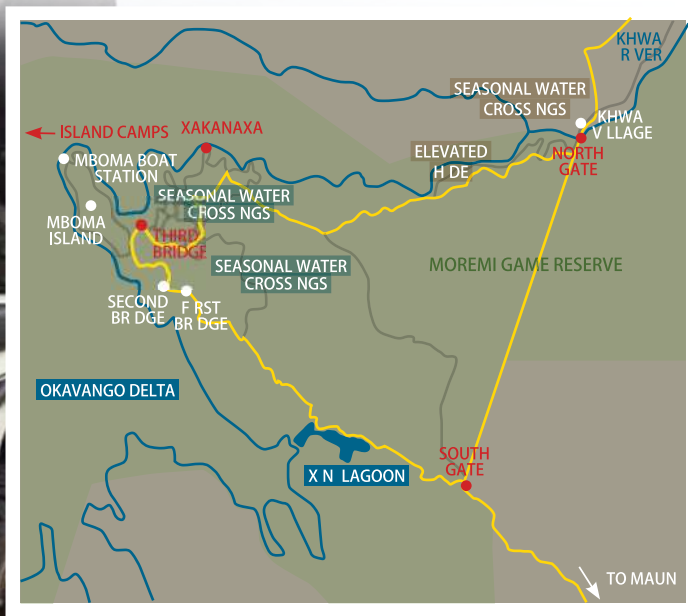 KHWA
R VER
SEASONAL WATER
CROSS NGS
KHWA
V LLAGE
ISLAND CAMPS
XAKANAXA
ELEVATED
H DE
NORTH
GATE
MBOMA BOAT
STATION
SEASONAL WATER
CROSS NGS
MBOMA
ISLAND
THIRD
BRIDGE
SEASONAL WATER
CROSS NGS
MOREMI GAME RESERVE
SECOND
BR DGE
F RST
BR DGE
OKAVANGO DELTA
SOUTH
GATE
X N LAGOON
TO MAUN